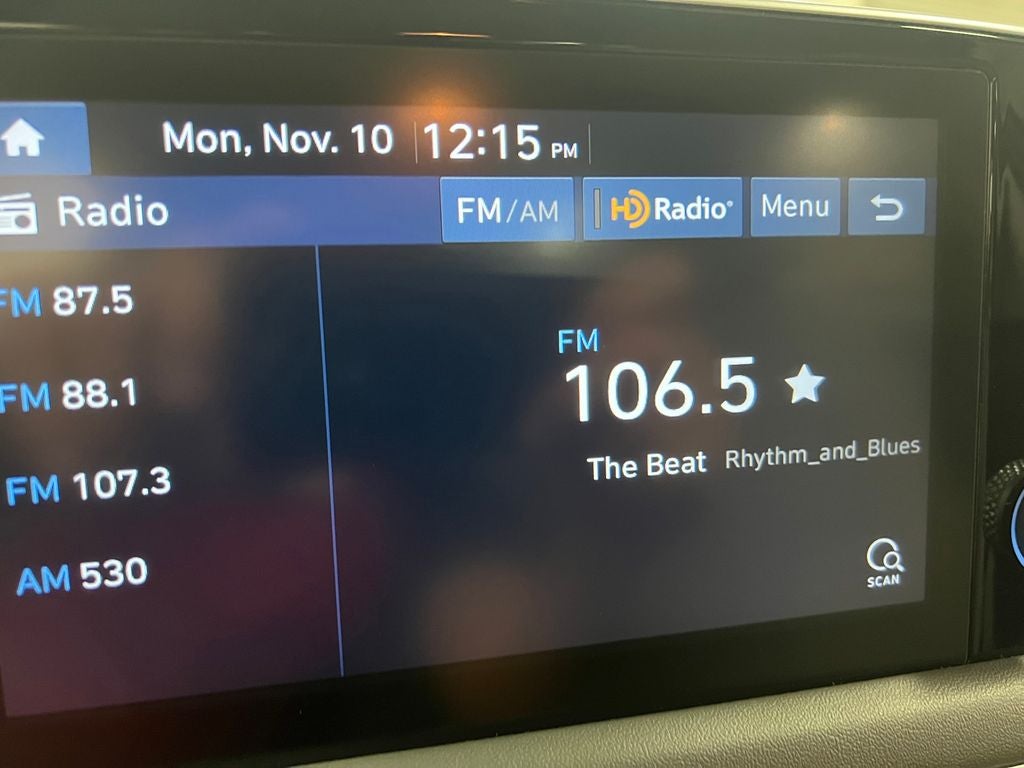 Mon, Nov. 10 12:15 PM
Radio FM/AM HD Radio® Menu
FM 87.5
FM 88.1
FM 107.3
AM 530
FM
106.5
The Beat Rhythm_and_Blues
SCAN